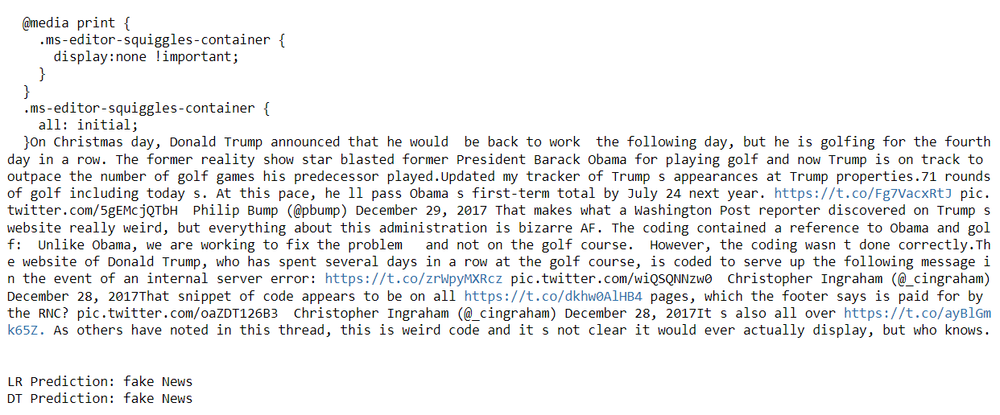 @media print {
.ms-editor-squiggles-container {
display:none !important;
}
}
.ms-editor-squiggles-container {
all: initial;
}On Christmas day, Donald Trump announced that he would  be back to work  the following day, but he is golfing for the fourth
day in a row. The former reality show star blasted former President Barack Obama for playing golf and now Trump is on track to
outpace the number of golf games his predecessor played.Updated my tracker of Trump s appearances at Trump properties.71 rounds
of golf including today s. At this pace, he ll pass Obama s first-term total by July 24 next year. https://t.co/Fg7VacxRtJ pic.
twitter.com/5gEMcjQTbH  Philip Bump (@pbump) December 29, 2017 That makes what a Washington Post reporter discovered on Trump s
website really weird, but everything about this administration is bizarre AF. The coding contained a reference to Obama and gol
f:  Unlike Obama, we are working to fix the problem   and not on the golf course.  However, the coding wasn t done correctly.Th
e website of Donald Trump, who has spent several days in a row at the golf course, is coded to serve up the following message i
n the event of an internal server error: https://t.co/zrWpyMXRcz pic.twitter.com/wiQSQNNzw0  Christopher Ingraham (@_cingraham)
December 28, 2017That snippet of code appears to be on all https://t.co/dkhw0AlHB4 pages, which the footer says is paid for by
the RNC? pic.twitter.com/oaZDT126B3  Christopher Ingraham (@_cingraham) December 28, 2017It s also all over https://t.co/ayBlGm
k65Z. As others have noted in this thread, this is weird code and it s not clear it would ever actually display, but who knows.
LR Prediction: fake News
DT Prediction: fake News